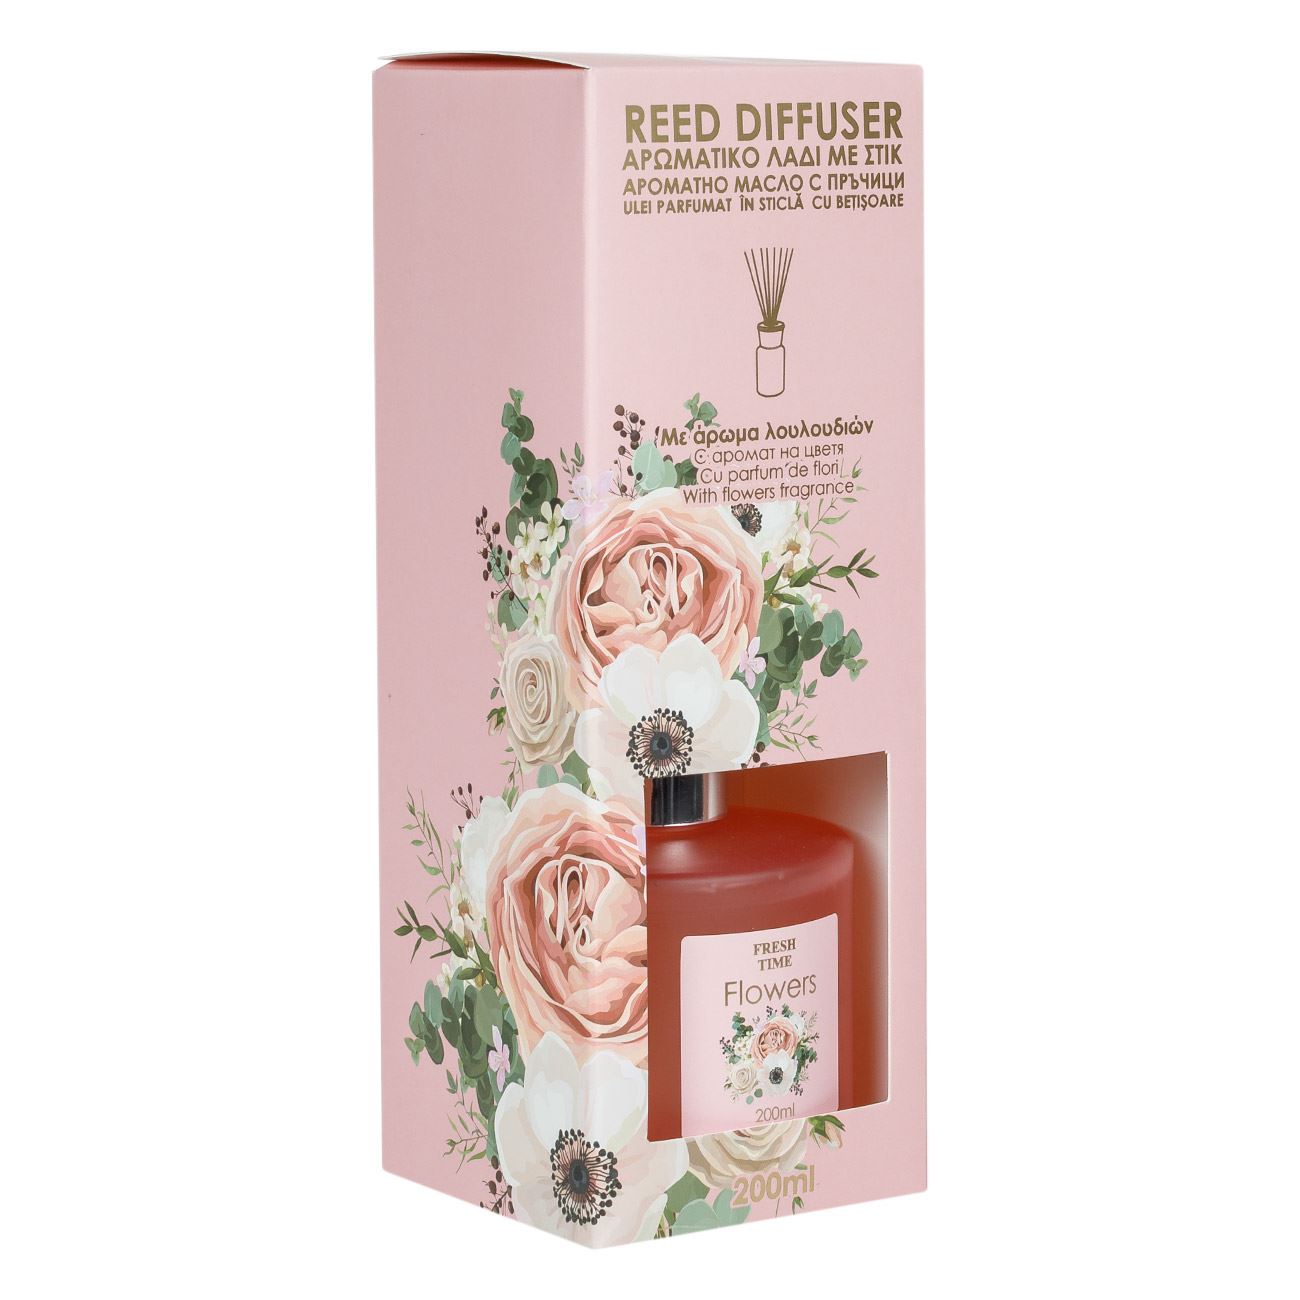 REED DIFFUSER
ΑΡΩΜΑΤΙΚΟ ΛΑΔΙ ΜΕ ΣΤΙΚ
АРОМАТНО МАСЛО С ПРЪЧИЦИ
ULEI PARFUMAT ÎN STICLĂ CU BEȚIȘOARE
Με άρωμα λουλουδιών
С аромат на цветя
Cu parfum de flori
With flowers fragrance
FRESH
TIME
Flowers
200ml
200ml